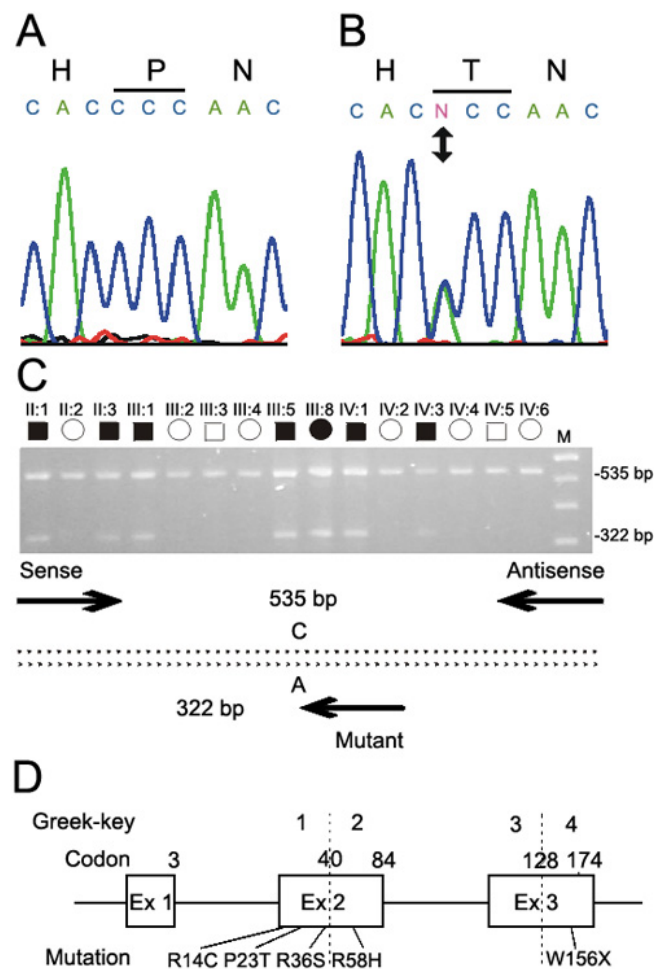 A
H P N
C A C C C C A A C
B
H T N
C A C N C C A A C
C
II:1 II:2 II:3 III:1 III:2 III:3 III:4 III:5 III:8 IV:1 IV:2 IV:3 IV:4 IV:5 IV:6 M
-535 bp
-322 bp
Sense Antisense
535 bp
C
A
322 bp
Mutant
D
Greek-key 1 2 3 4
Codon 3 40 84 128 174
Ex 1 Ex 2 Ex 3
Mutation R14C P23T R36S R58H W156X